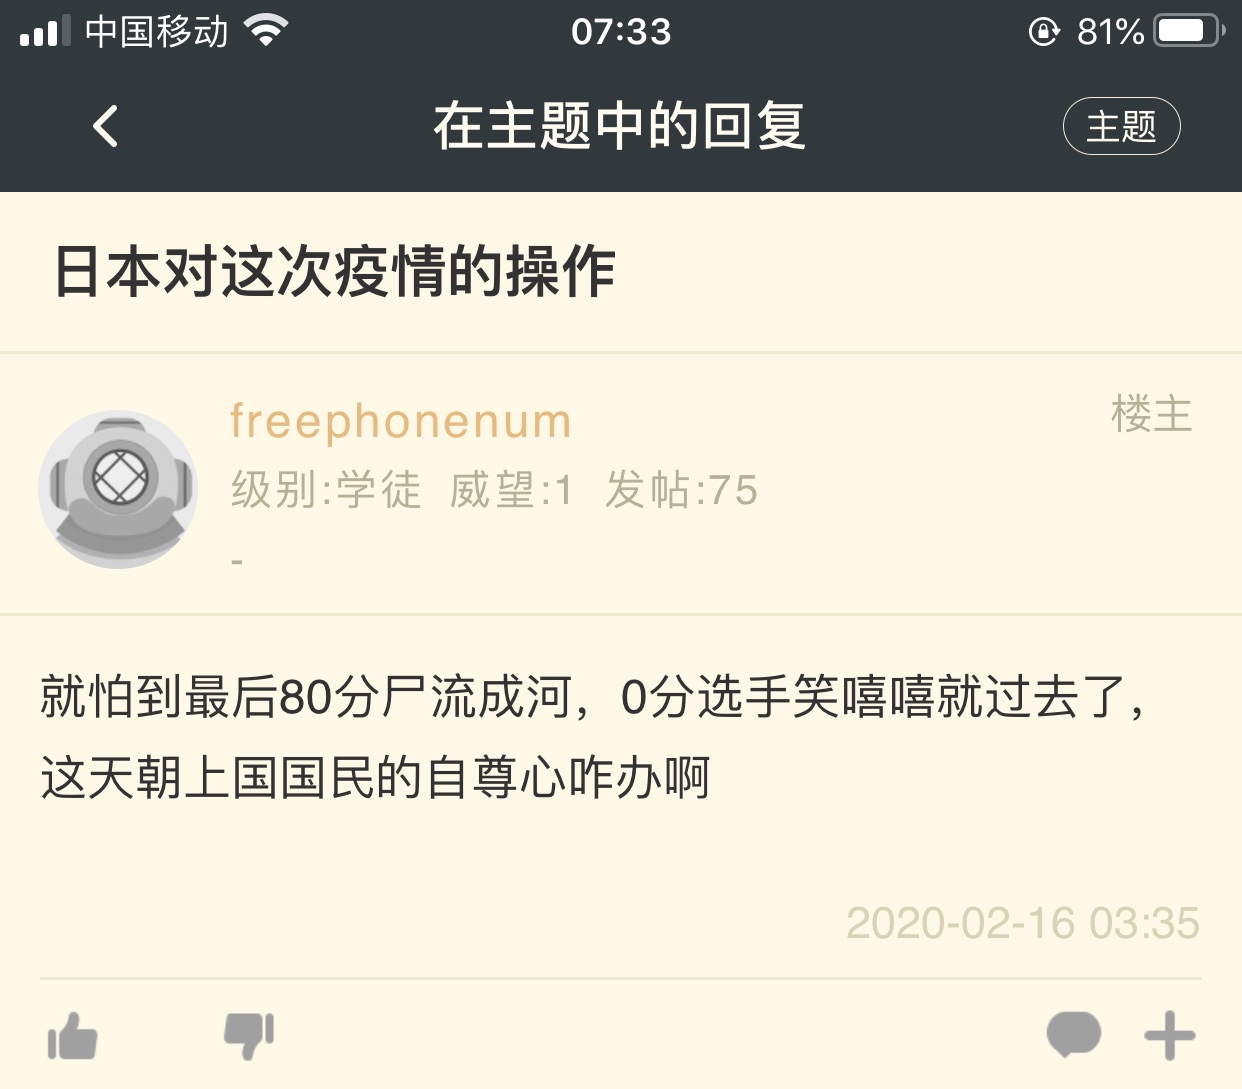 中国移动 07:33 81%
在主题中的回复 主题
日本对这次疫情的操作
freephonenum 楼主
级别:学徒 威望:1 发帖:75
-
就怕到最后80分尸流成河，0分选手笑嘻嘻就过去了，
这天朝上国国民的自尊心咋办啊
2020-02-16 03:35